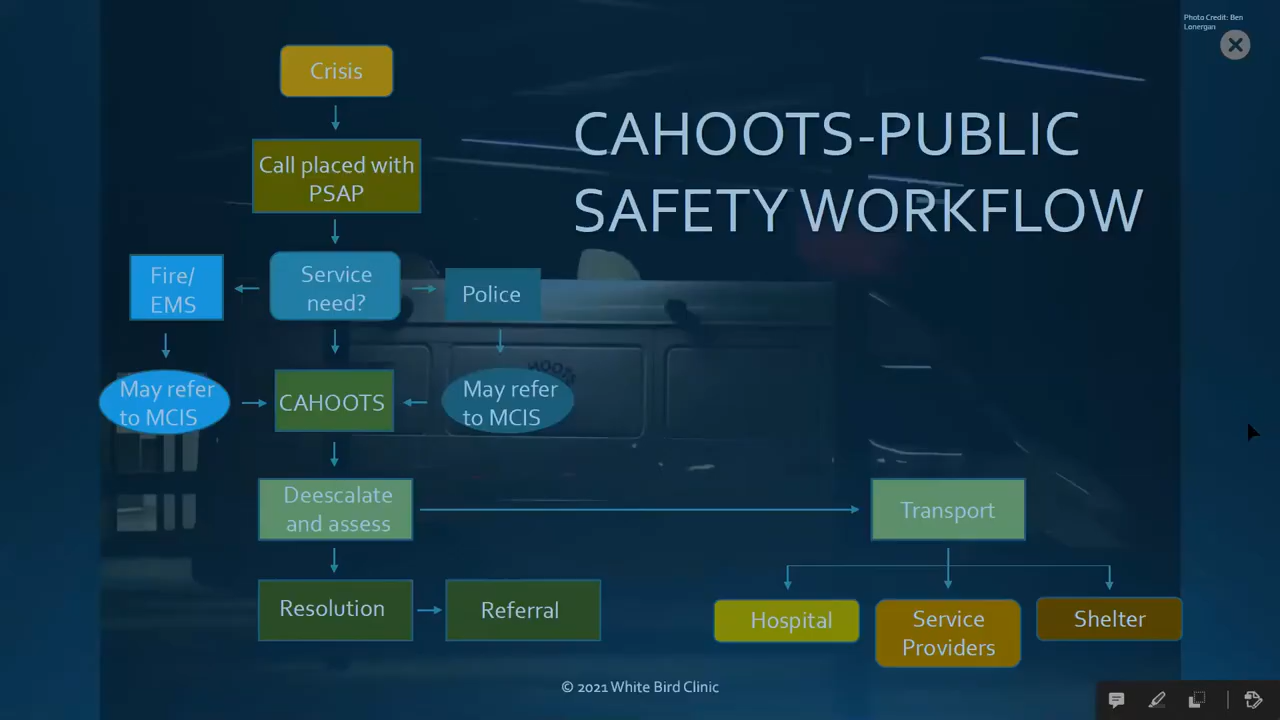 Photo Credit: Ben
Lonergan
CAHOOTS-PUBLIC
SAFETY WORKFLOW
Crisis
Call placed with
PSAP
Service
need?
Fire/
EMS
Police
May refer
to MCIS
CAHOOTS
May refer
to MCIS
Deescalate
and assess
Transport
Resolution
Referral
Hospital
Service
Providers
Shelter
© 2021 White Bird Clinic